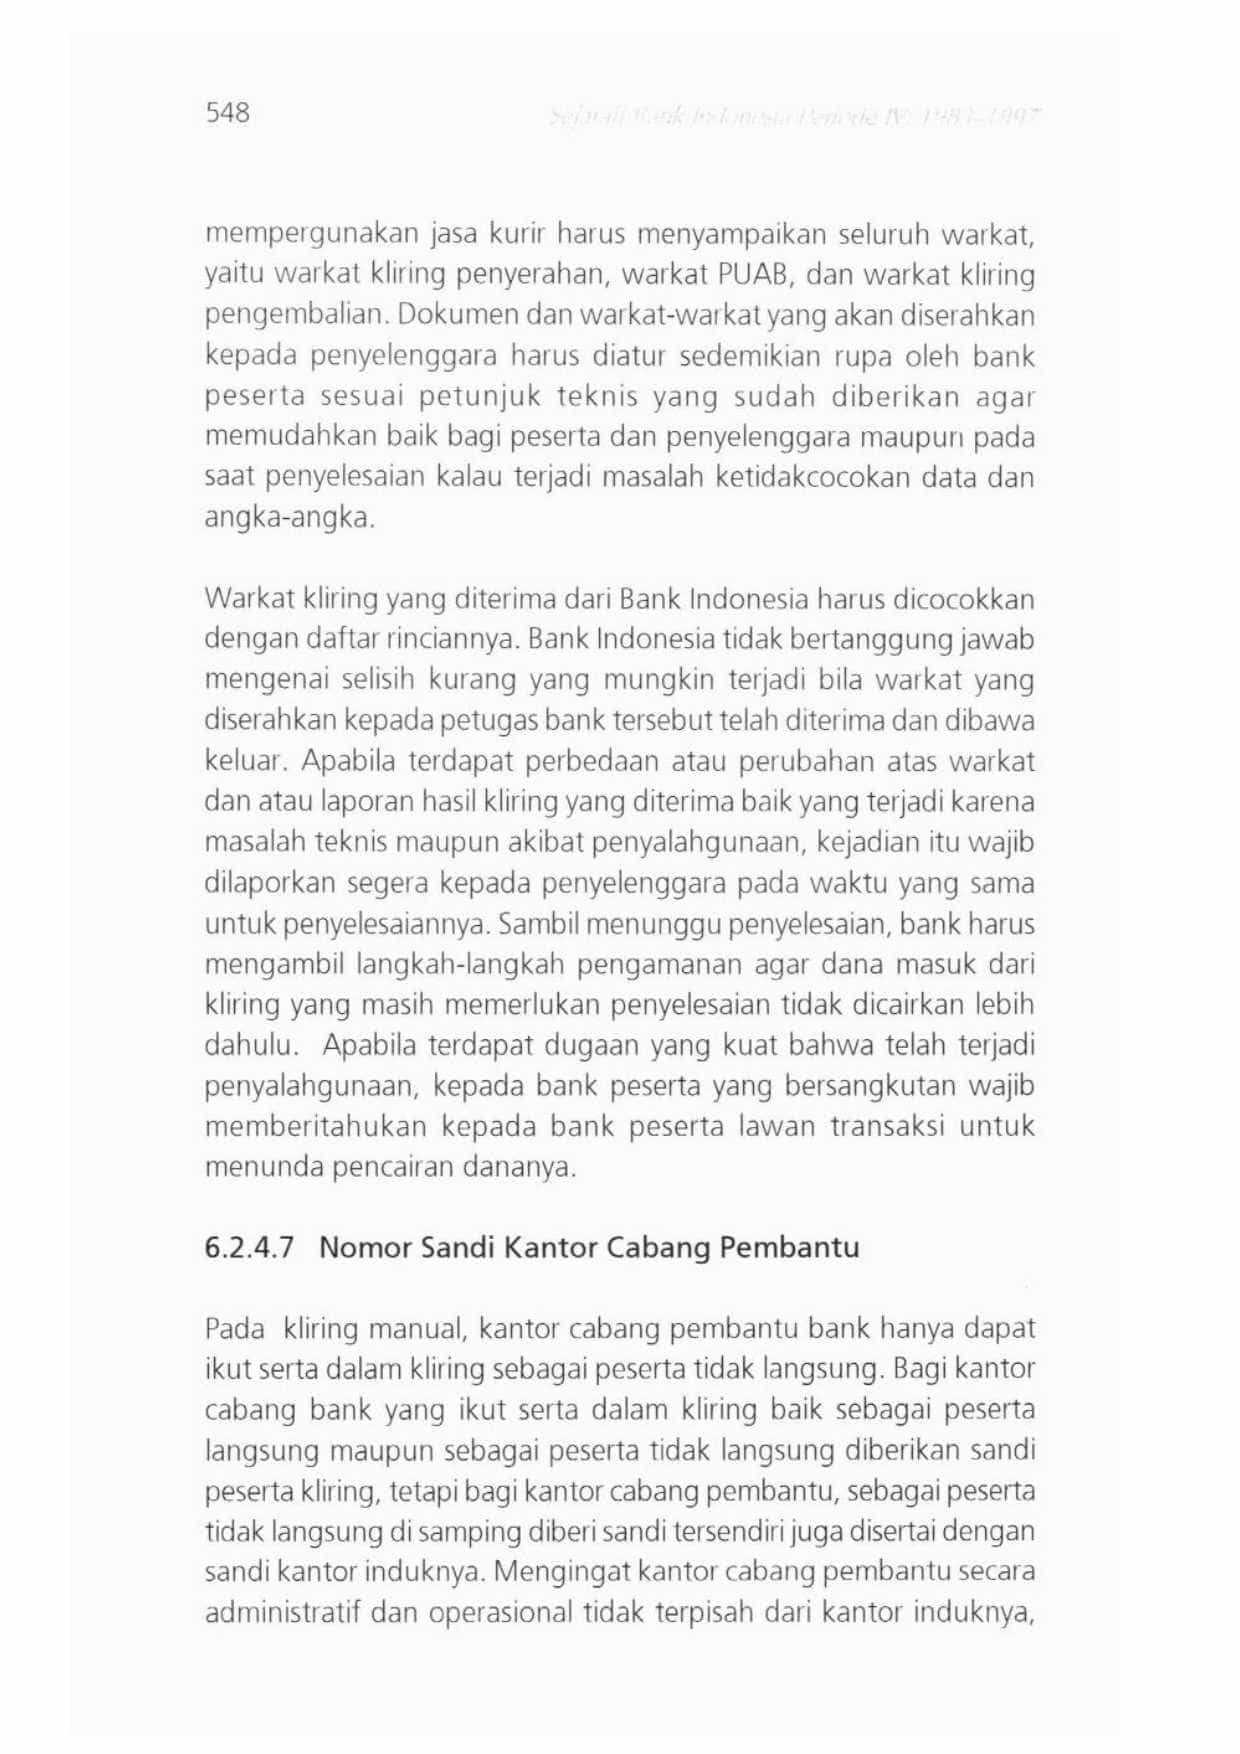 548
Sejarah Bank Indonesia Periode IV: 1983–1997
mempergunakan jasa kurir harus menyampaikan seluruh warkat,
yaitu warkat kliring penyerahan, warkat PUAB, dan warkat kliring
pengembalian. Dokumen dan warkat-warkat yang akan diserahkan
kepada penyelenggara harus diatur sedemikian rupa oleh bank
peserta sesuai petunjuk teknis yang sudah diberikan agar
memudahkan baik bagi peserta dan penyelenggara maupun pada
saat penyelesaian kalau terjadi masalah ketidakcocokan data dan
angka-angka.
Warkat kliring yang diterima dari Bank Indonesia harus dicocokkan
dengan daftar rinciannya. Bank Indonesia tidak bertanggung jawab
mengenai selisih kurang yang mungkin terjadi bila warkat yang
diserahkan kepada petugas bank tersebut telah diterima dan dibawa
keluar. Apabila terdapat perbedaan atau perubahan atas warkat
dan atau laporan hasil kliring yang diterima baik yang terjadi karena
masalah teknis maupun akibat penyalahgunaan, kejadian itu wajib
dilaporkan segera kepada penyelenggara pada waktu yang sama
untuk penyelesaiannya. Sambil menunggu penyelesaian, bank harus
mengambil langkah-langkah pengamanan agar dana masuk dari
kliring yang masih memerlukan penyelesaian tidak dicairkan lebih
dahulu. Apabila terdapat dugaan yang kuat bahwa telah terjadi
penyalahgunaan, kepada bank peserta yang bersangkutan wajib
memberitahukan kepada bank peserta lawan transaksi untuk
menunda pencairan dananya.
6.2.4.7 Nomor Sandi Kantor Cabang Pembantu
Pada kliring manual, kantor cabang pembantu bank hanya dapat
ikut serta dalam kliring sebagai peserta tidak langsung. Bagi kantor
cabang bank yang ikut serta dalam kliring baik sebagai peserta
langsung maupun sebagai peserta tidak langsung diberikan sandi
peserta kliring, tetapi bagi kantor cabang pembantu, sebagai peserta
tidak langsung di samping diberi sandi tersendiri juga disertai dengan
sandi kantor induknya. Mengingat kantor cabang pembantu secara
administratif dan operasional tidak terpisah dari kantor induknya,